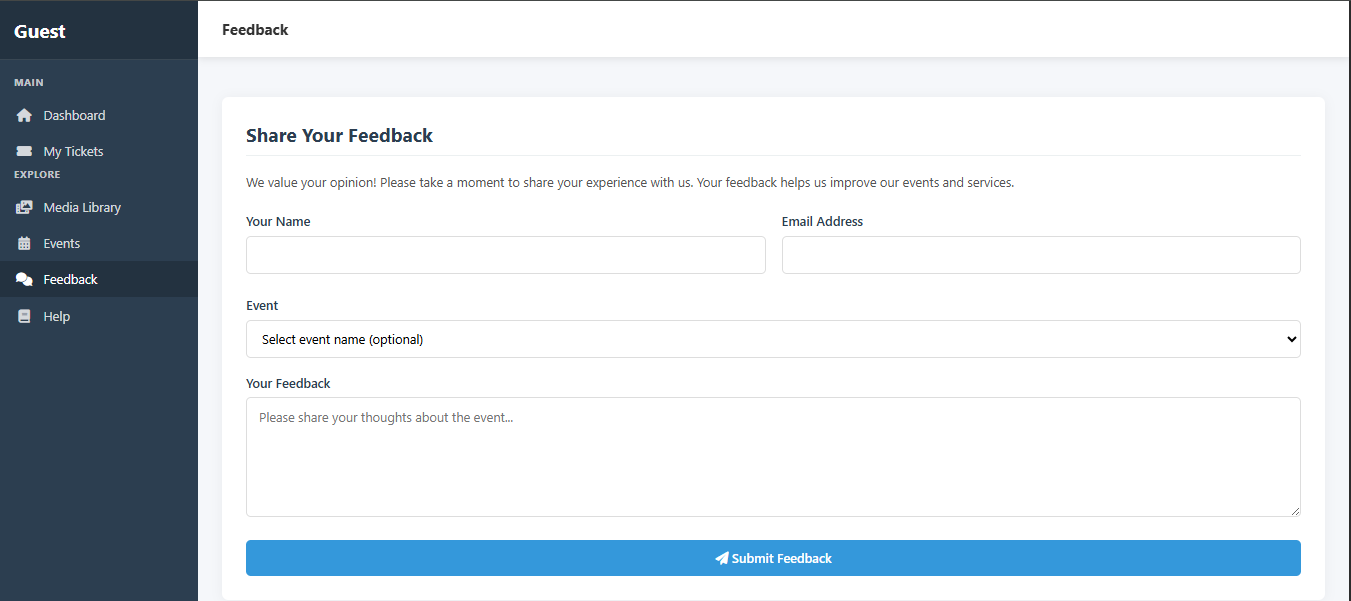 Guest
Feedback
MAIN
Dashboard
My Tickets
EXPLORE
Media Library
Events
Feedback
Help
Share Your Feedback
We value your opinion! Please take a moment to share your experience with us. Your feedback helps us improve our events and services.
Your Name
Email Address
Event
Select event name (optional)
Your Feedback
Please share your thoughts about the event...
Submit Feedback